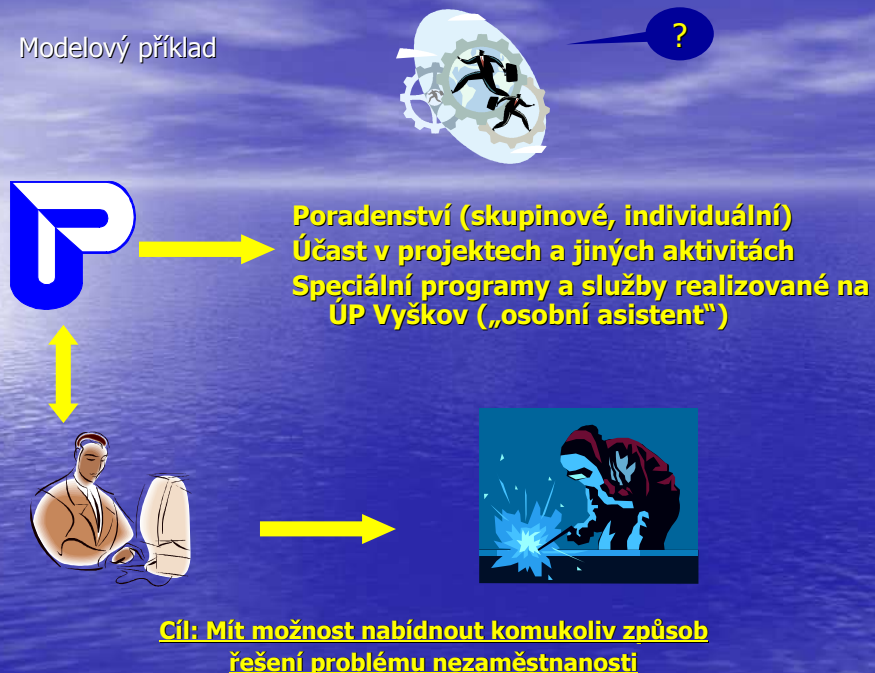 ?
Modelový příklad
Poradenství (skupinové, individuální)
Účast v projektech a jiných aktivitách
Speciální programy a služby realizované na
ÚP Vyškov („osobní asistent“)
Cíl: Mít možnost nabídnout komukoliv způsob
řešení problému nezaměstnanosti